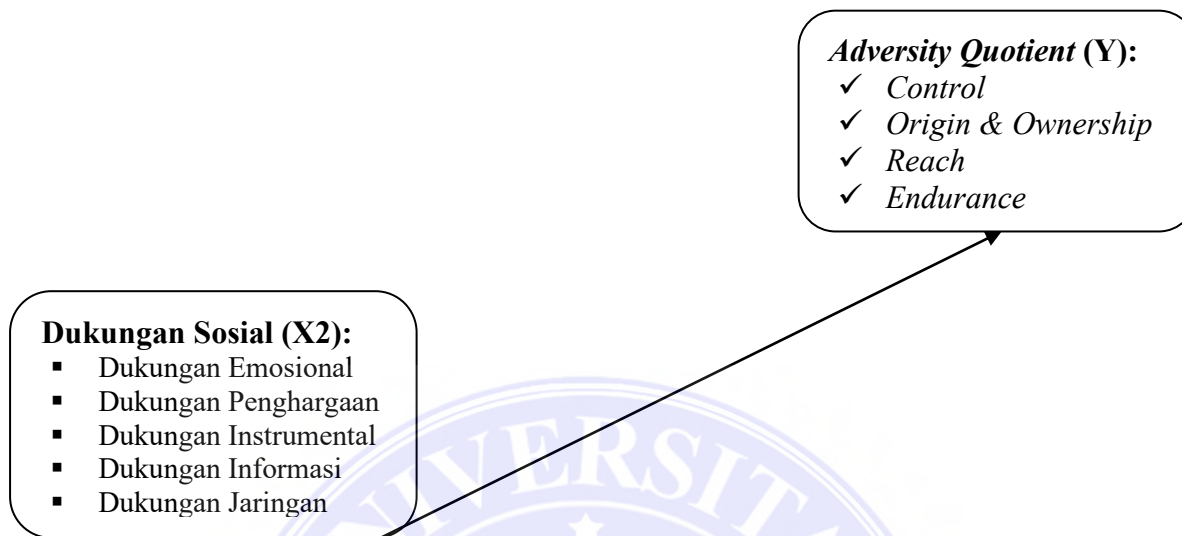 Adversity Quotient (Y):
✓ Control
✓ Origin & Ownership
✓ Reach
✓ Endurance
Dukungan Sosial (X2):
▪ Dukungan Emosional
▪ Dukungan Penghargaan
▪ Dukungan Instrumental
▪ Dukungan Informasi
▪ Dukungan Jaringan
UNIVERSITA